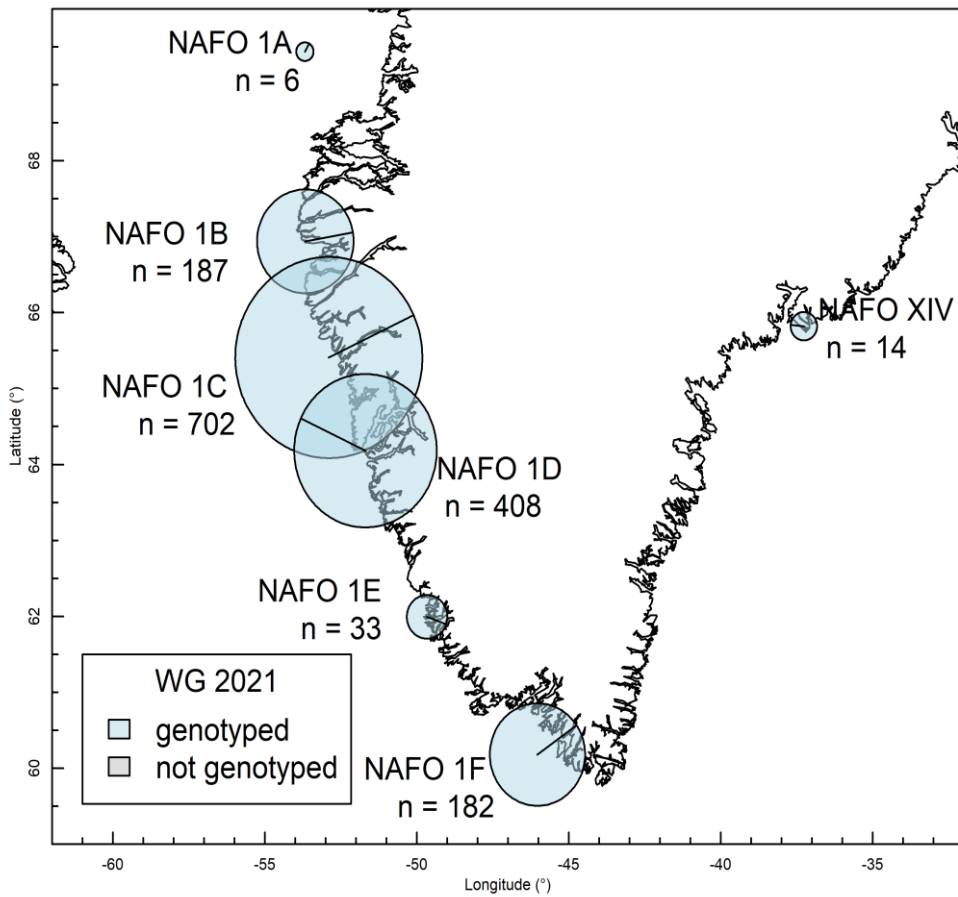 NAFO 1A
n = 6
NAFO 1B
n = 187
NAFO XIV
n = 14
NAFO 1C
n = 702
NAFO 1D
n = 408
NAFO 1E
n = 33
NAFO 1F
n = 182
WG 2021
genotyped
not genotyped
68
66
64
62
60
Latitude (°)
-60 -55 -50 -45 -40 -35
Longitude (°)